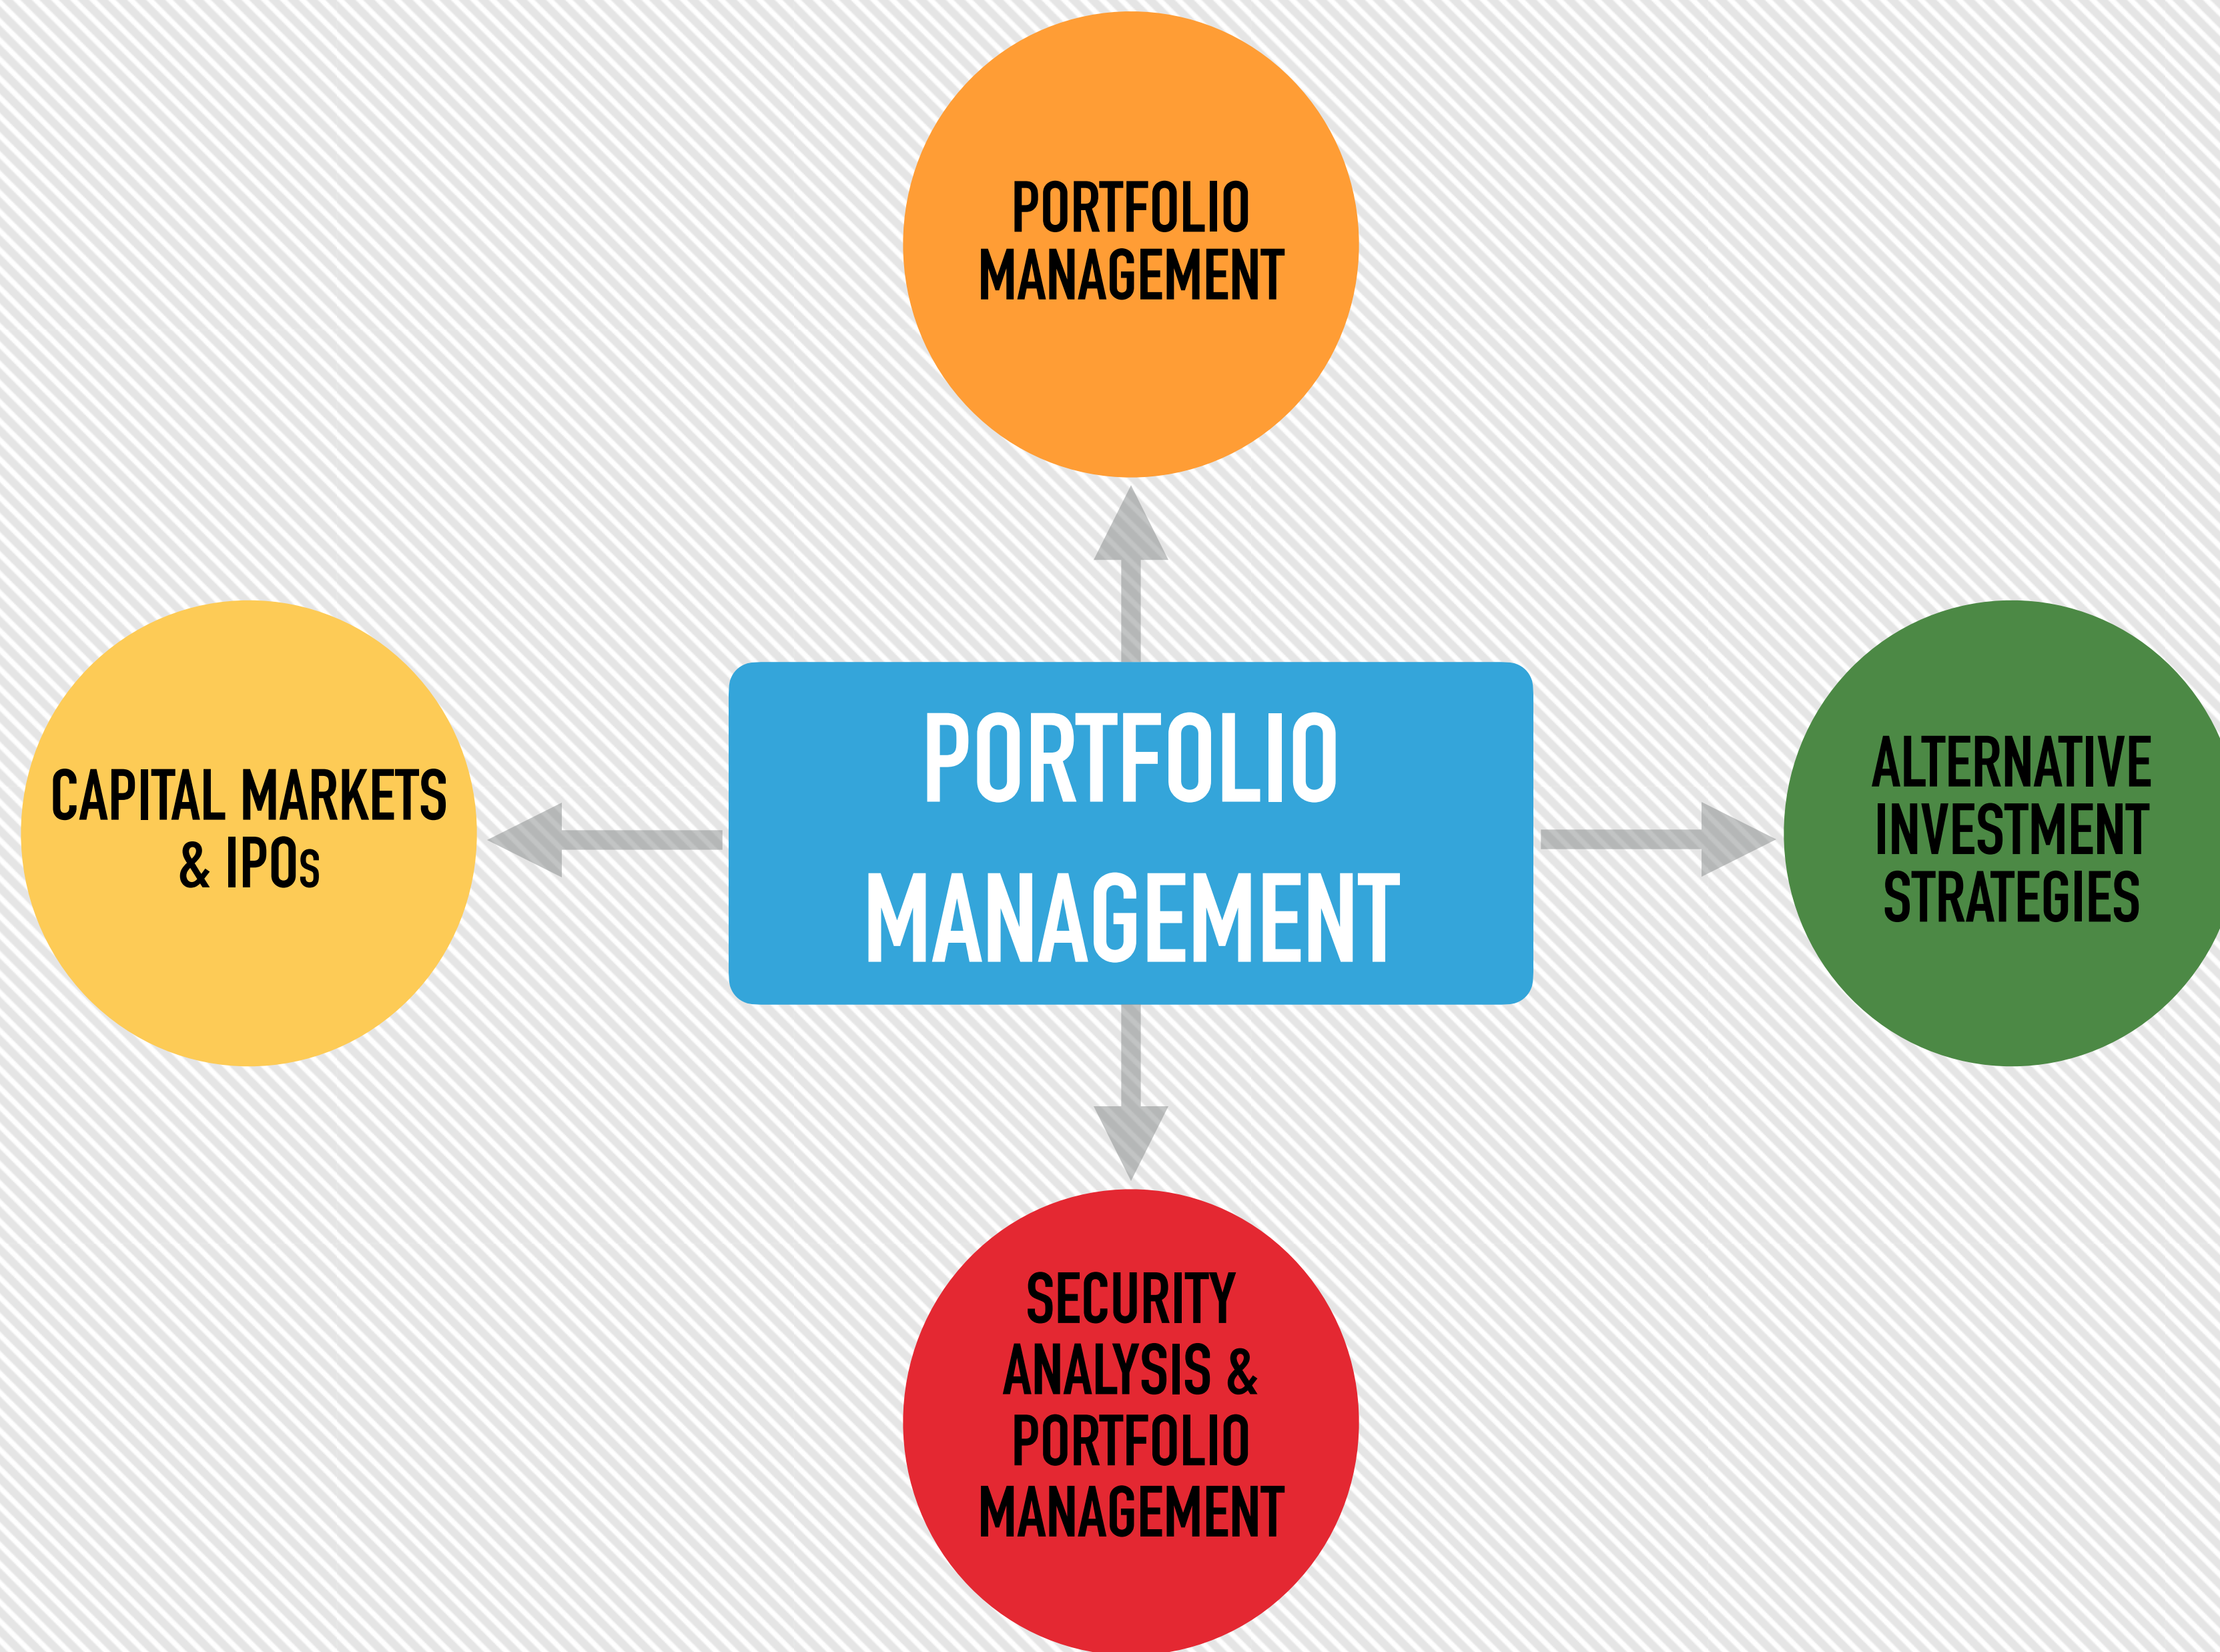 PORTFOLIO
MANAGEMENT
CAPITAL MARKETS
& IPOs
PORTFOLIO
MANAGEMENT
ALTERNATIVE
INVESTMENT
STRATEGIES
SECURITY
ANALYSIS &
PORTFOLIO
MANAGEMENT